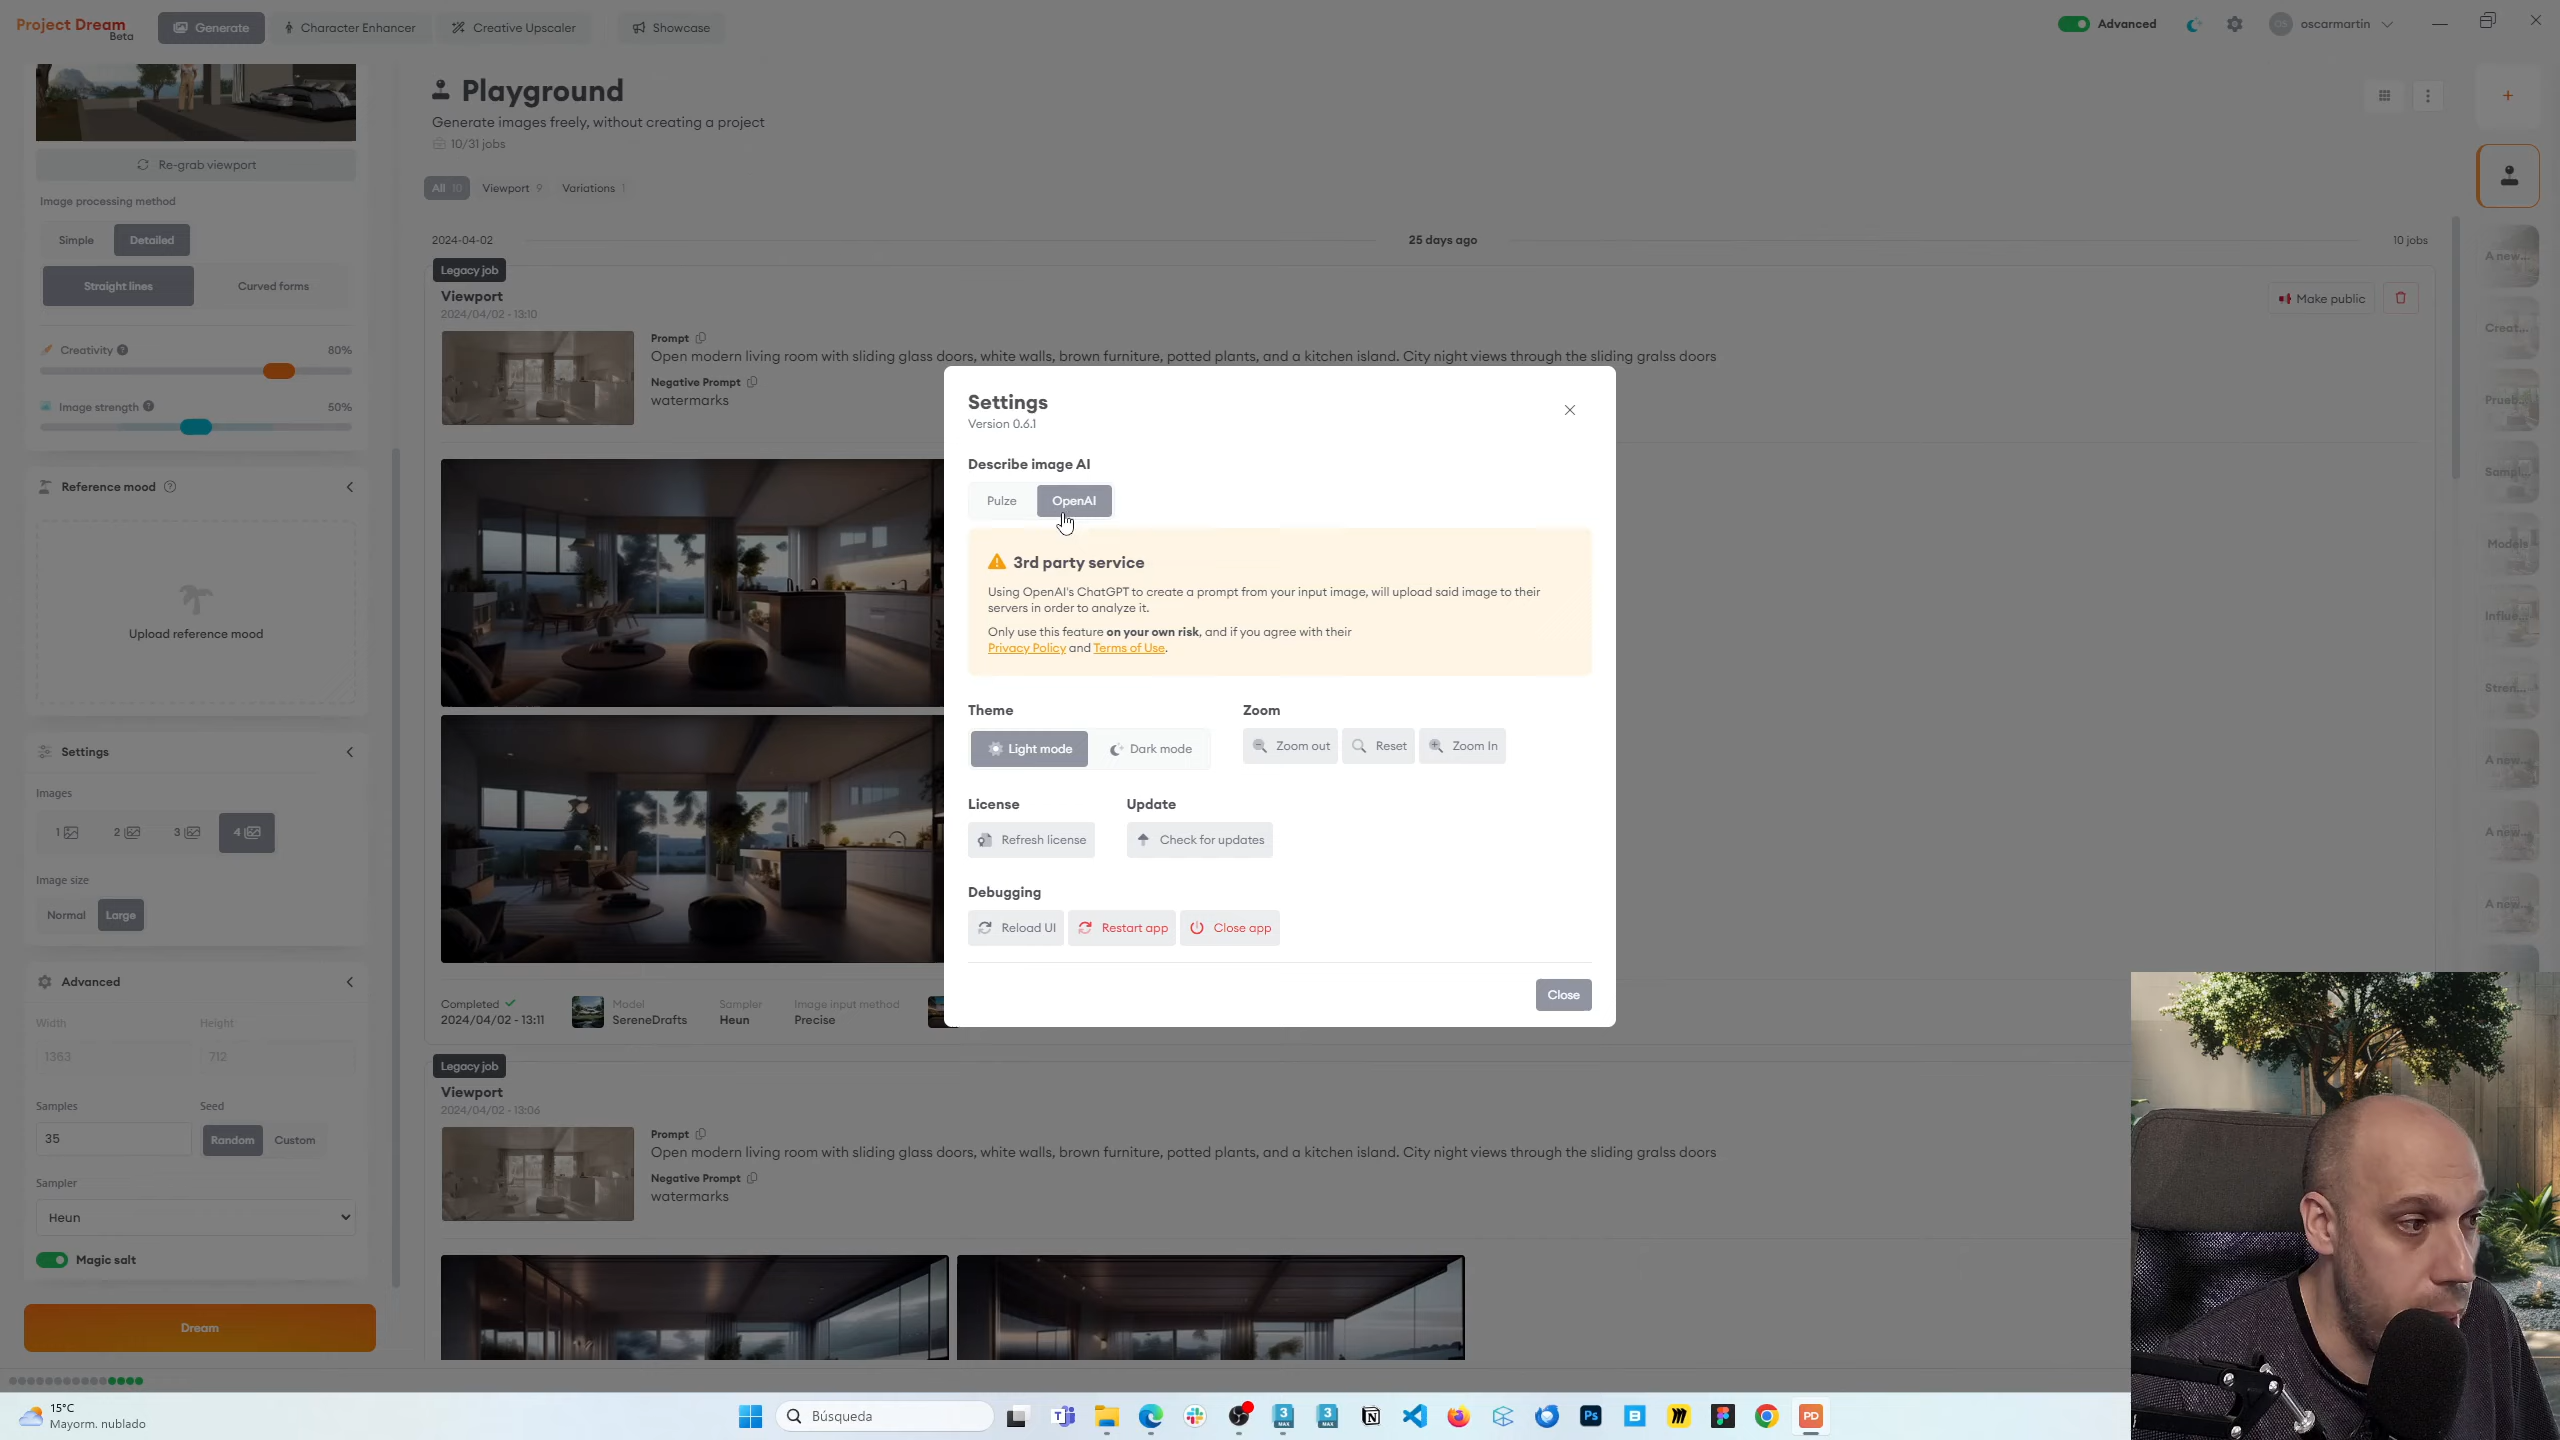 Project Dream
Beta
Generate
Character Enhancer
Creative Upscaler
Showcase
Advanced
oscarmartin
Re-grab viewport
Image processing method
Simple
Detailed
Straight lines
Curved forms
Creativity
80%
Image strength
50%
Reference mood
Upload reference mood
Settings
Images
1
2
3
4
Image size
Normal
Large
Advanced
Width
Height
1363
712
Samples
Seed
35
Random
Custom
Sampler
Heun
Magic salt
Dream
Playground
Generate images freely, without creating a project
10/31 jobs
All 10
Viewport 9
Variations 1
2024-04-02
25 days ago
10 jobs
Legacy job
Viewport
2024/04/02 - 13:10
Make public
Prompt
Open modern living room with sliding glass doors, white walls, brown furniture, potted plants, and a kitchen island. City night views through the sliding gralss doors
Negative Prompt
watermarks
Completed
2024/04/02 - 13:11
Model
SereneDrafts
Sampler
Heun
Image input method
Precise
Legacy job
Viewport
2024/04/02 - 13:06
Prompt
Open modern living room with sliding glass doors, white walls, brown furniture, potted plants, and a kitchen island. City night views through the sliding gralss doors
Negative Prompt
watermarks
Settings
Version 0.6.1
Describe image AI
Pulze
OpenAI
3rd party service
Using OpenAI's ChatGPT to create a prompt from your input image, will upload said image to their
servers in order to analyze it.
Only use this feature on your own risk, and if you agree with their
Privacy Policy and Terms of Use.
Theme
Light mode
Dark mode
Zoom
Zoom out
Reset
Zoom In
License
Refresh license
Update
Check for updates
Debugging
Reload UI
Restart app
Close app
Close
A new...
Creat...
Prueb...
Sampl...
Models
Influe...
Stren...
A new...
A new...
A new...
15°C
Mayorm. nublado
Búsqueda
PD